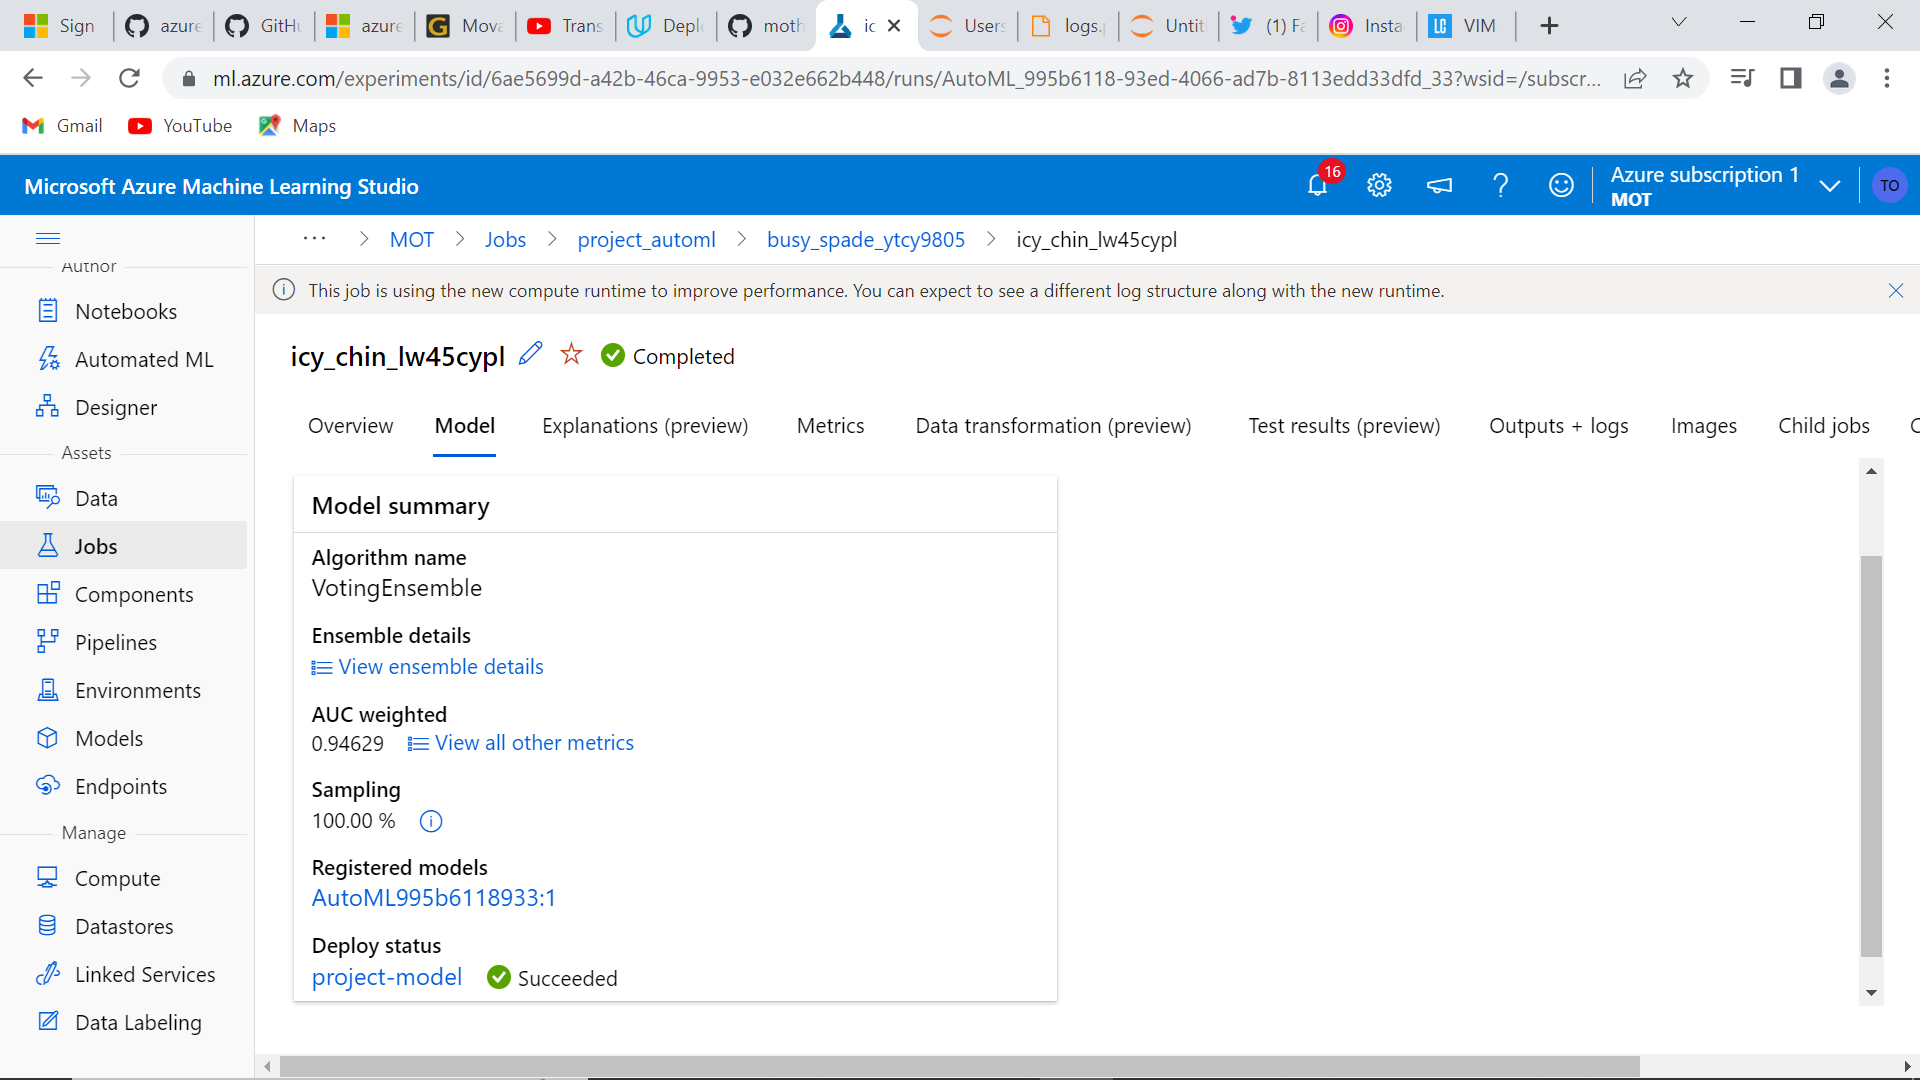 Sign
azure
GitHu
azure
Mova
Trans
Deplo
moth
ic
Users
logs.p
Untit
(1) Fa
Insta
VIM
ml.azure.com/experiments/id/6ae5699d-a42b-46ca-9953-e032e662b448/runs/AutoML_995b6118-93ed-4066-ad7b-8113edd33dfd_33?wsid=/subscr...
Gmail
YouTube
Maps
Microsoft Azure Machine Learning Studio
16
Azure subscription 1
MOT
TO
... > MOT > Jobs > project_automl > busy_spade_ytcy9805 > icy_chin_lw45cypl
This job is using the new compute runtime to improve performance. You can expect to see a different log structure along with the new runtime.
Author
Notebooks
Automated ML
Designer
Assets
Data
Jobs
Components
Pipelines
Environments
Models
Endpoints
Manage
Compute
Datastores
Linked Services
Data Labeling
icy_chin_lw45cypl
Completed
Overview
Model
Explanations (preview)
Metrics
Data transformation (preview)
Test results (preview)
Outputs + logs
Images
Child jobs
Model summary
Algorithm name
VotingEnsemble
Ensemble details
View ensemble details
AUC weighted
0.94629 View all other metrics
Sampling
100.00 %
Registered models
AutoML995b6118933:1
Deploy status
project-model Succeeded